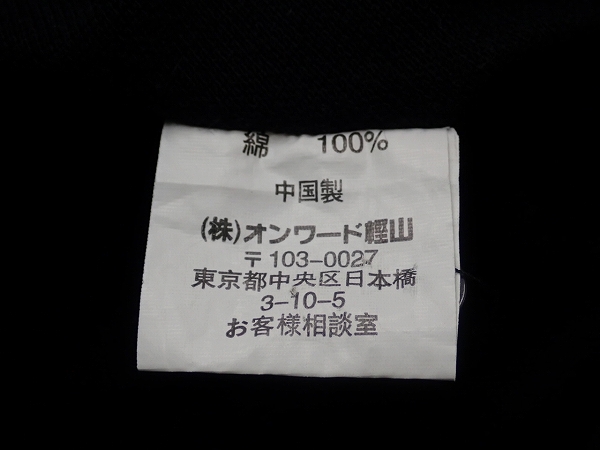 綿 100%
中国製
(株)オンワード樫山
〒103-0027
東京都中央区日本橋
3-10-5
お客様相談室